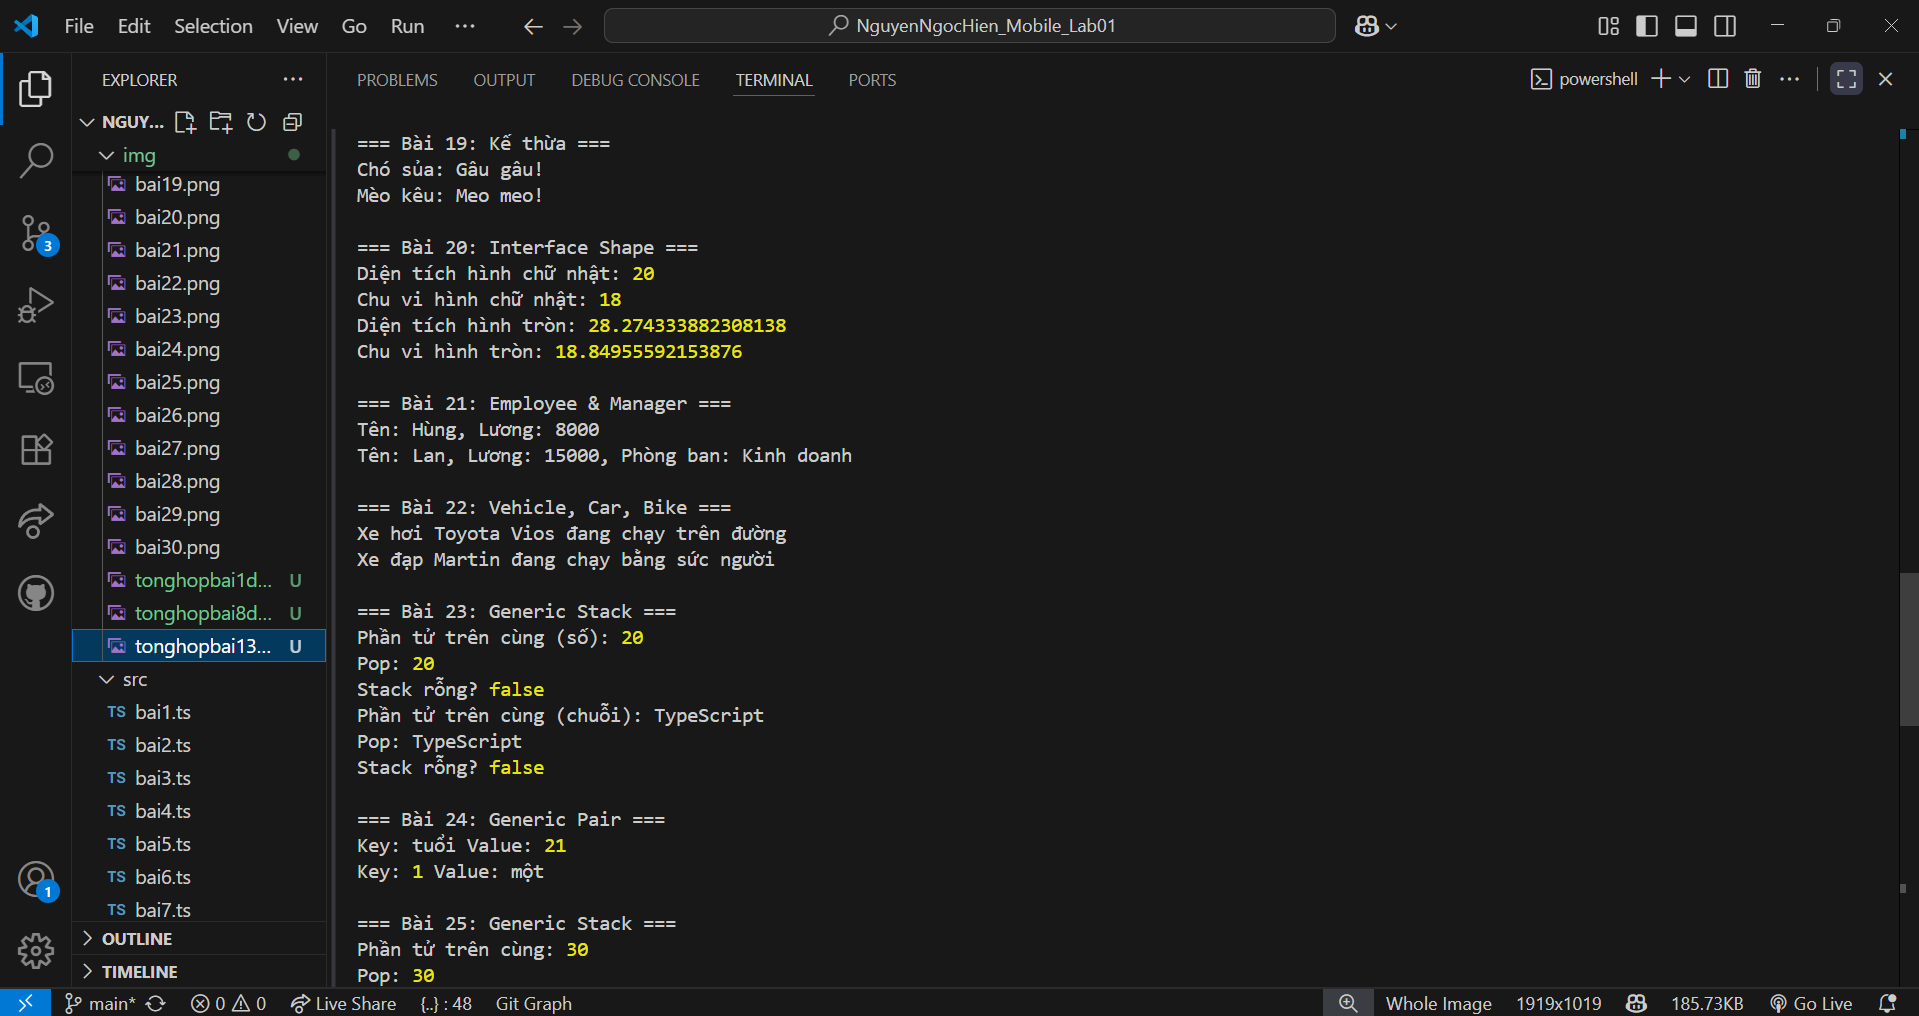 File Edit Selection View Go Run ...
NguyenNgocHien_Mobile_Lab01
EXPLORER
NGUY...
img
bai19.png
bai20.png
bai21.png
bai22.png
bai23.png
bai24.png
bai25.png
bai26.png
bai27.png
bai28.png
bai29.png
bai30.png
tonghopbai1d... U
tonghopbai8d... U
tonghopbai13... U
src
TS bai1.ts
TS bai2.ts
TS bai3.ts
TS bai4.ts
TS bai5.ts
TS bai6.ts
TS bai7.ts
OUTLINE
TIMELINE
3
1
PROBLEMS OUTPUT DEBUG CONSOLE TERMINAL PORTS
powershell
=== Bài 19: Kế thừa ===
Chó sủa: Gâu gâu!
Mèo kêu: Meo meo!
=== Bài 20: Interface Shape ===
Diện tích hình chữ nhật: 20
Chu vi hình chữ nhật: 18
Diện tích hình tròn: 28.274333882308138
Chu vi hình tròn: 18.84955592153876
=== Bài 21: Employee & Manager ===
Tên: Hùng, Lương: 8000
Tên: Lan, Lương: 15000, Phòng ban: Kinh doanh
=== Bài 22: Vehicle, Car, Bike ===
Xe hơi Toyota Vios đang chạy trên đường
Xe đạp Martin đang chạy bằng sức người
=== Bài 23: Generic Stack ===
Phần tử trên cùng (số): 20
Pop: 20
Stack rỗng? false
Phần tử trên cùng (chuỗi): TypeScript
Pop: TypeScript
Stack rỗng? false
=== Bài 24: Generic Pair ===
Key: tuổi Value: 21
Key: 1 Value: một
=== Bài 25: Generic Stack ===
Phần tử trên cùng: 30
Pop: 30
main* 0 0 Live Share {..} : 48 Git Graph Whole Image 1919x1019 185.73KB Go Live